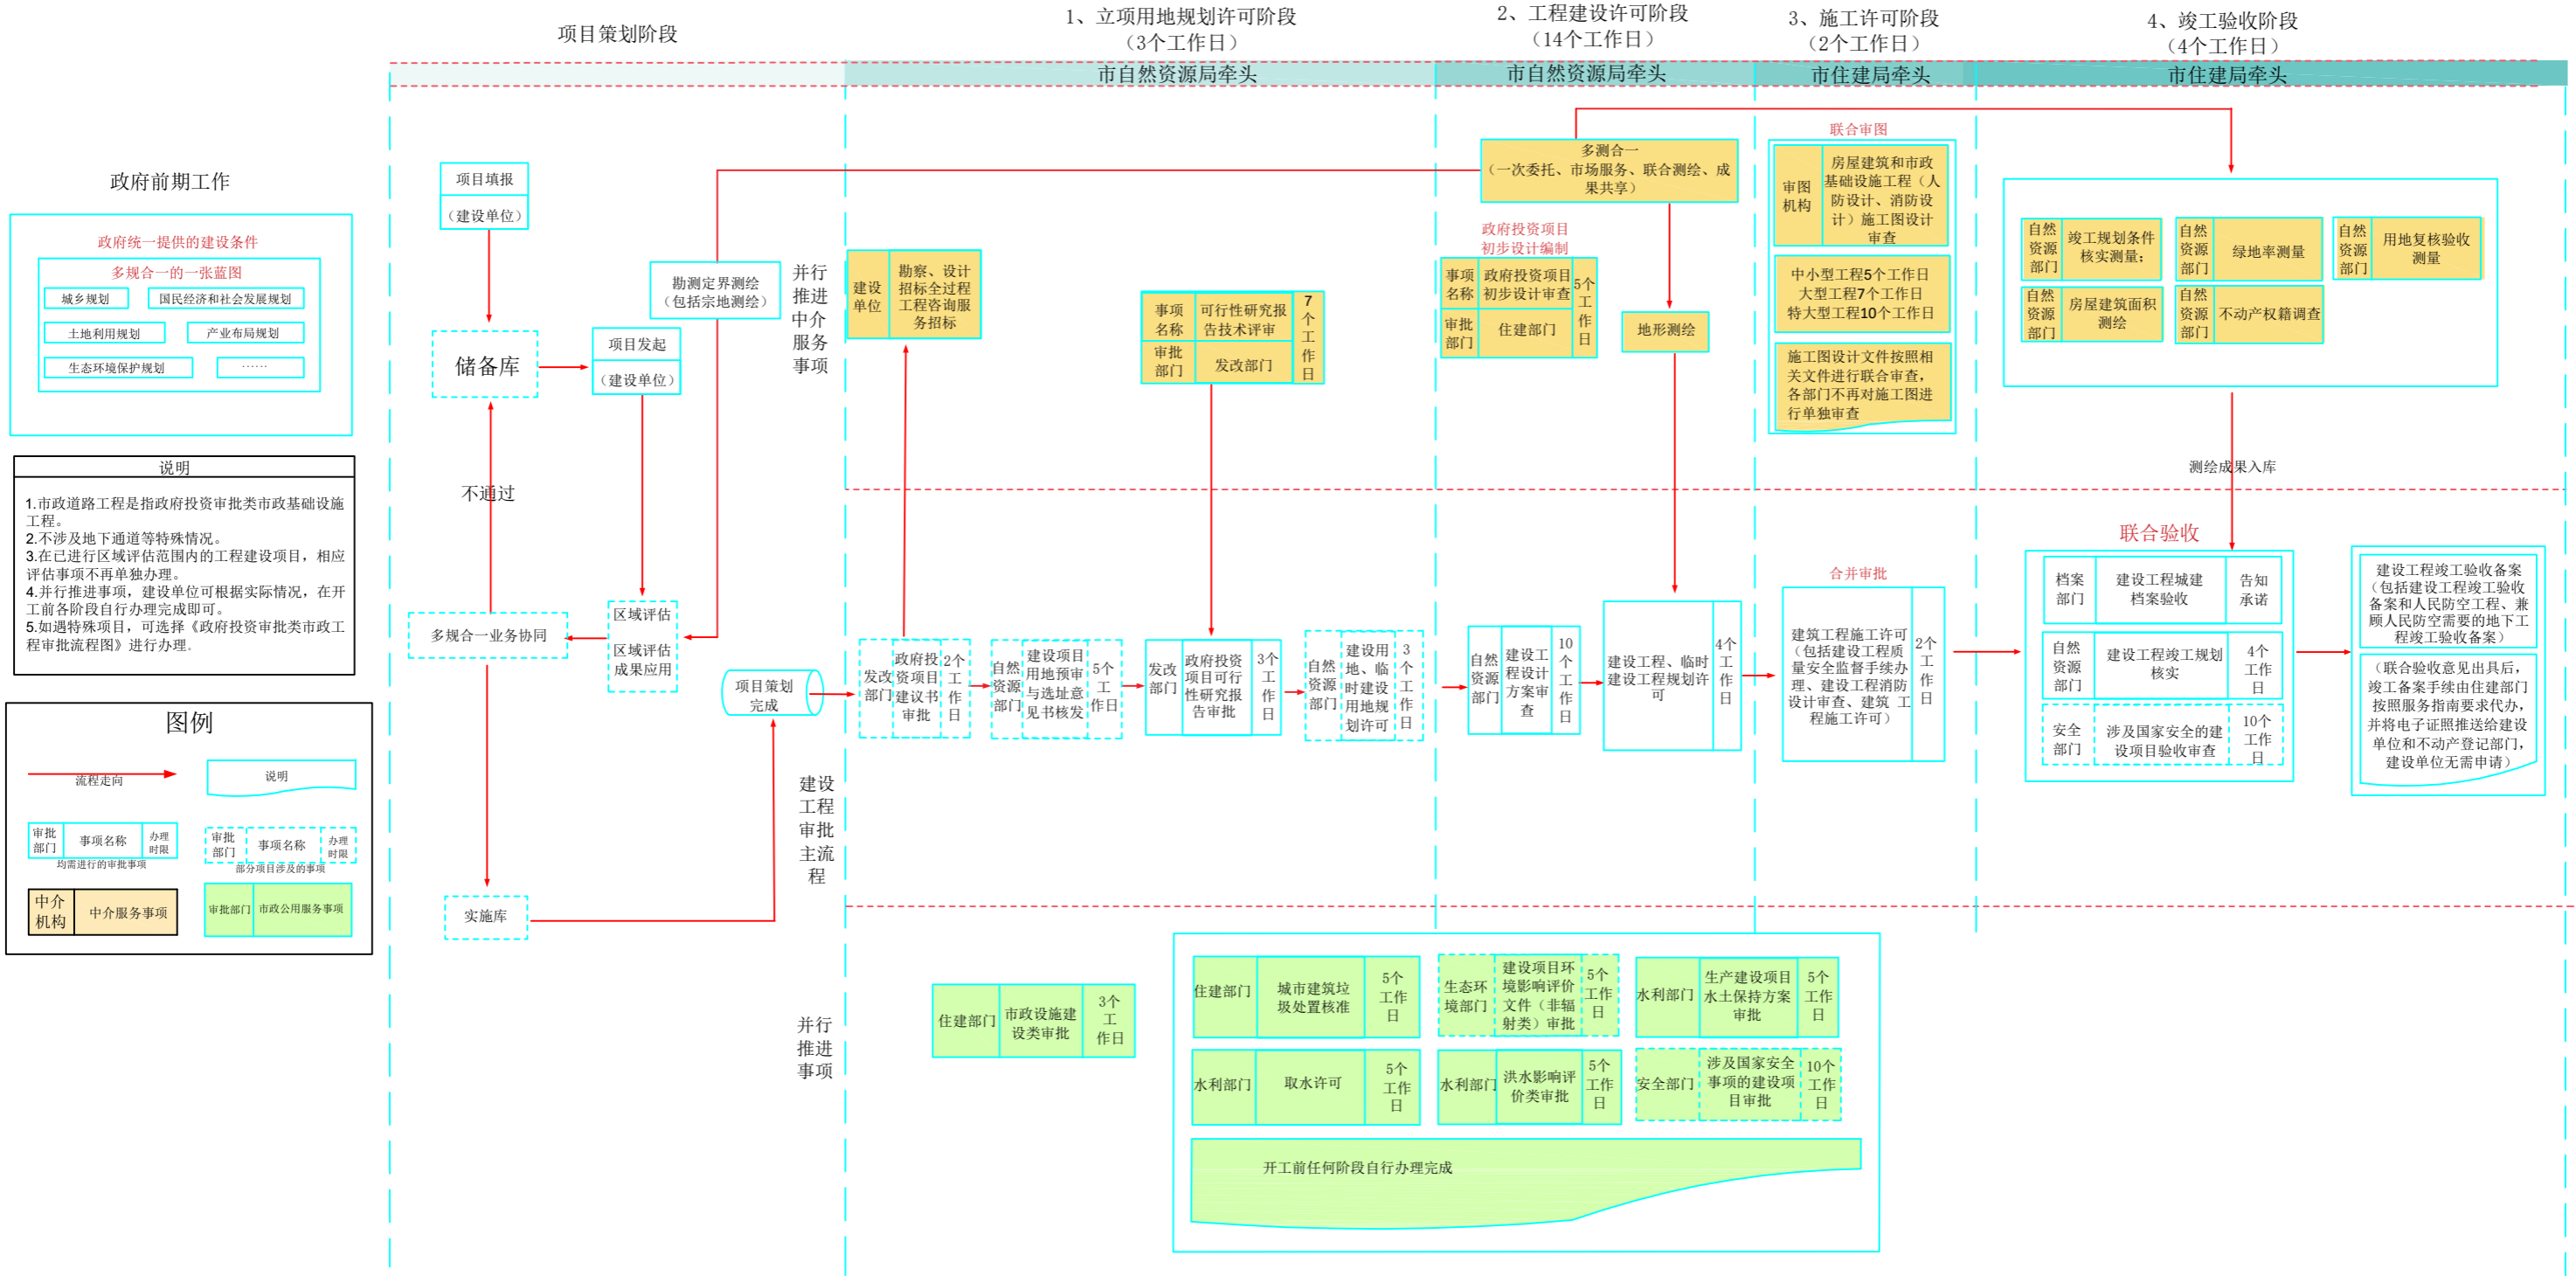 项目策划阶段
1、立项用地规划许可阶段
（3个工作日）
2、工程建设许可阶段
（14个工作日）
3、施工许可阶段
（2个工作日）
4、竣工验收阶段
（4个工作日）
市自然资源局牵头
市自然资源局牵头
市住建局牵头
市住建局牵头
政府前期工作
政府统一提供的建设条件
多规合一的一张蓝图
城乡规划
国民经济和社会发展规划
土地利用规划
产业布局规划
生态环境保护规划
……
说明
1.市政道路工程是指政府投资审批类市政基础设施
工程。
2.不涉及地下通道等特殊情况。
3.在已进行区域评估范围内的工程建设项目，相应
评估事项不再单独办理。
4.并行推进事项，建设单位可根据实际情况，在开
工前各阶段自行办理完成即可。
5.如遇特殊项目，可选择《政府投资审批类市政工
程审批流程图》进行办理.
图例
流程走向
说明
审批
部门
事项名称
办理
时限
均需进行的审批事项
审批
部门
事项名称
办理
时限
部分项目涉及的事项
中介
机构
中介服务事项
审批部门
市政公用服务事项
项目填报
（建设单位）
储备库
项目发起
（建设单位）
勘测定界测绘
（包括宗地测绘）
不通过
多规合一业务协同
区域评估
区域评估
成果应用
实施库
项目策划
完成
并行
推进
中介
服务
事项
建设
单位
勘察、设计
招标全过程
工程咨询服
务招标
事项
名称
可行性研究报
告技术评审
审批
部门
发改部门
7
个
工
作
日
多测合一
（一次委托、市场服务、联合测绘、成
果共享）
政府投资项目
初步设计编制
事项
名称
政府投资项目
初步设计审查
审批
部门
住建部门
5个
工
作
日
地形测绘
联合审图
审图
机构
房屋建筑和市政
基础设施工程（人
防设计、消防设
计）施工图设计
审查
中小型工程5个工作日
大型工程7个工作日
特大型工程10个工作日
施工图设计文件按照相
关文件进行联合审查，
各部门不再对施工图进
行单独审查
自然
资源
部门
竣工规划条件
核实测量：
自然
资源
部门
绿地率测量
自然
资源
部门
用地复核验收
测量
自然
资源
部门
房屋建筑面积
测绘
自然
资源
部门
不动产权籍调查
测绘成果入库
建设
工程
审批
主流
程
发改
部门
政府投
资项目
建议书
审批
2个
工
作
日
自然
资源
部门
建设项目
用地预审
与选址意
见书核发
5个
工
作日
发改
部门
政府投资
项目可行
性研究报
告审批
3个
工
作
日
自然
资源
部门
建设用
地、临
时建设
用地规
划许可
3
个
工
作
日
自然
资源
部门
建设工
程设计
方案审
查
10
个
工
作
日
建设工程、临时
建设工程规划许
可
4个
工
作
日
合并审批
建筑工程施工许可
（包括建设工程质
量安全监督手续办
理、建设工程消防
设计审查、建筑 工
程施工许可）
2个
工
作
日
联合验收
档案
部门
建设工程城建
档案验收
告知
承诺
自然
资源
部门
建设工程竣工规划
核实
4个
工作
日
安全
部门
涉及国家安全的建
设项目验收审查
10个
工作
日
建设工程竣工验收备案
（包括建设工程竣工验收
备案和人民防空工程、兼
顾人民防空需要的地下工
程竣工验收备案）
（联合验收意见出具后，
竣工备案手续由住建部门
按照服务指南要求代办，
并将电子证照推送给建设
单位和不动产登记部门，
建设单位无需申请）
并行
推进
事项
住建部门
市政设施建
设类审批
3个
工
作日
住建部门
城市建筑垃
圾处置核准
5个
工作
日
生态环
境部门
建设项目环
境影响评价
文件（非辐
射类）审批
5个
工作
日
水利部门
生产建设项目
水土保持方案
审批
5个
工作
日
水利部门
取水许可
5个
工作
日
水利部门
洪水影响评
价类审批
5个
工作
日
安全部门
涉及国家安全
事项的建设项
目审批
10个
工作
日
开工前任何阶段自行办理完成